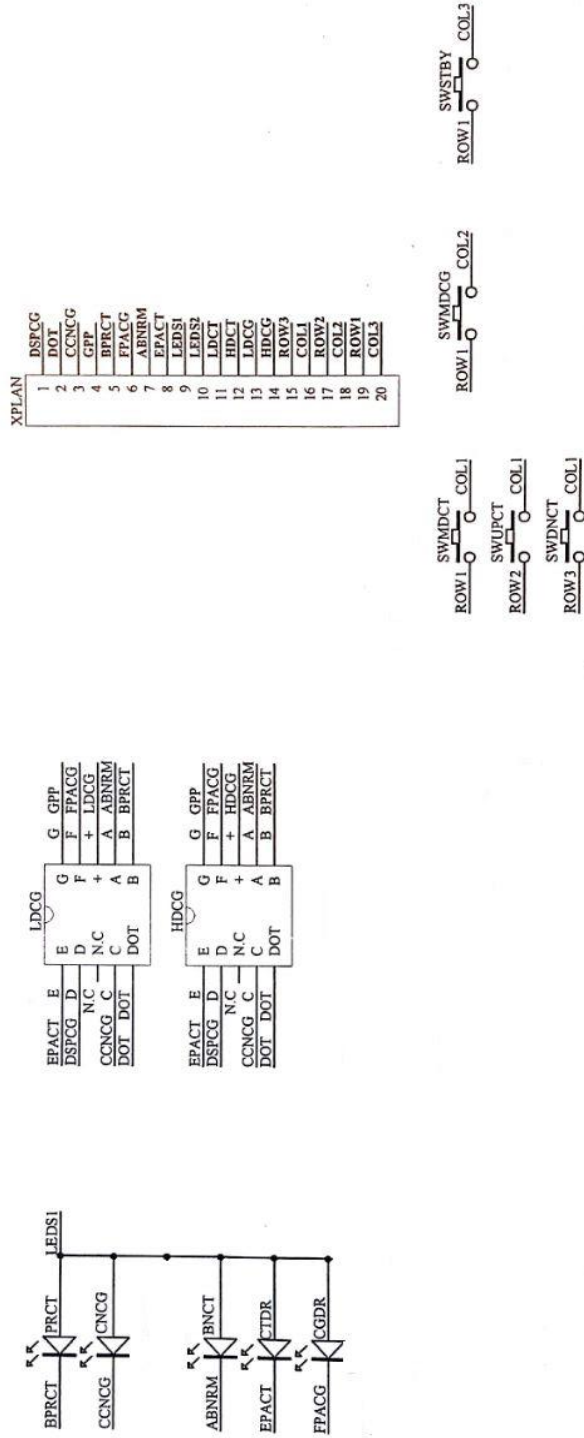 LEDS1
BPRCT PRCT
CCNCG CNCG
ABNRM BNCT
EPACT CTDR
FPACG CGDR
LDCG
EPACT E E G G GPP
DSPCG D D F F FPACG
N.C N.C + + LDCG
CCNCG C C A A ABNRM
DOT DOT DOT B B BPRCT
HDCG
EPACT E E G G GPP
DSPCG D D F F FPACG
N.C N.C + + HDCG
CCNCG C C A A ABNRM
DOT DOT DOT B B BPRCT
XPLAN
1 DSPCG
2 DOT
3 CCNCG
4 GPP
5 BPRCT
6 FPACG
7 ABNRM
8 EPACT
9 LEDS1
10 LEDS2
11 LDCT
12 HDCT
13 LDCG
14 HDCG
15 ROW3
16 COL1
17 ROW2
18 COL2
19 ROW1
20 COL3
SWMDCT
ROW1 COL1
SWUPCT
ROW2 COL1
SWDNCT
ROW3 COL1
SWMDCG
ROW1 COL2
SWSTBY
ROW1 COL3